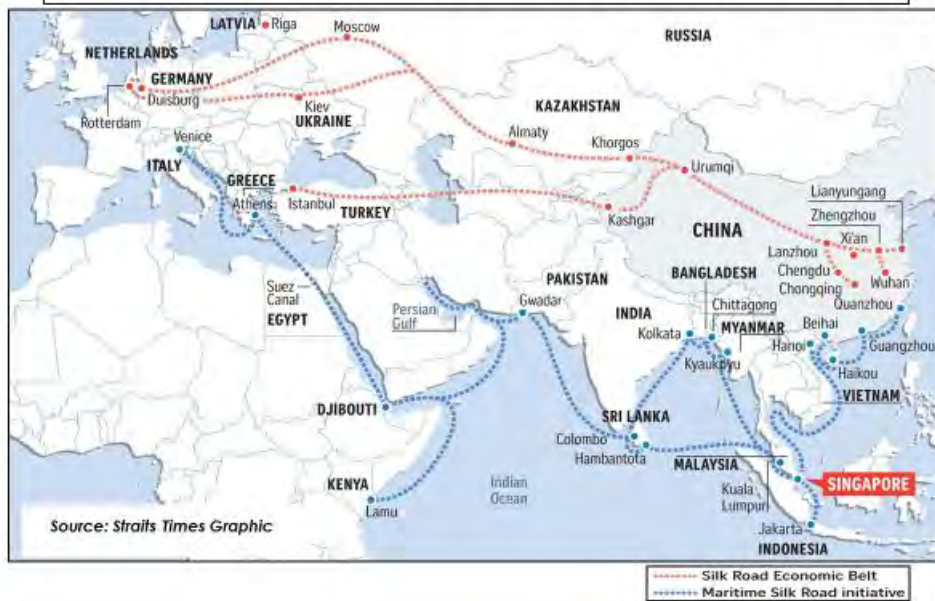 LATVIA
Riga
Moscow
RUSSIA
NETHERLANDS
GERMANY
Duisburg
Rotterdam
Kiev
UKRAINE
KAZAKHSTAN
Almaty
Khorgos
Urumqi
Venice
ITALY
GREECE
Athens
Istanbul
TURKEY
Kashgar
CHINA
Lianyungang
Zhengzhou
Xi'an
Lanzhou
Chengdu
Chongqing
Wuhan
Quanzhou
Suez
Canal
EGYPT
Persian
Gulf
PAKISTAN
Gwadar
BANGLADESH
INDIA
Chittagong
Kolkata
MYANMAR
Kyaukpyu
Beihai
Hanoi
Guangzhou
Haikou
VIETNAM
DJIBOUTI
SRI LANKA
Colombo
Hambantota
MALAYSIA
Kuala
Lumpur
SINGAPORE
KENYA
Lamu
Indian
Ocean
Jakarta
INDONESIA
Source: Straits Times Graphic
Silk Road Economic Belt
Maritime Silk Road initiative